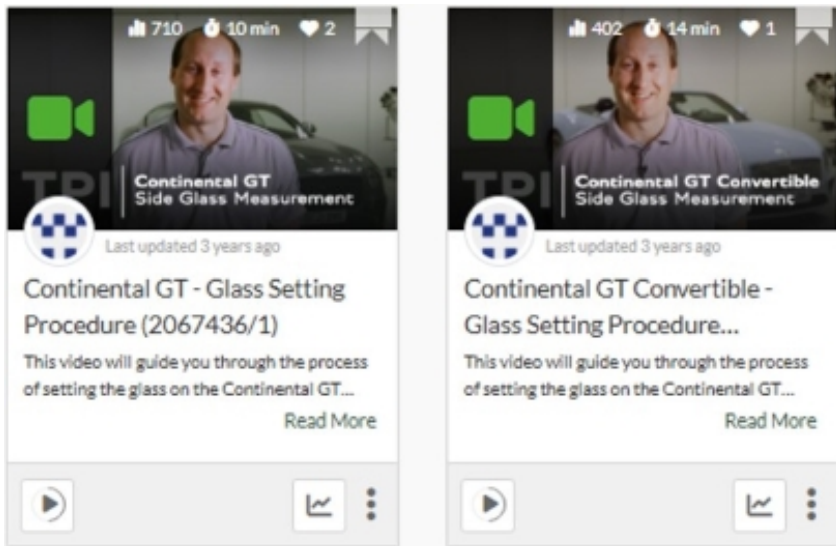 710 10 min 2
TPI
Continental GT
Side Glass Measurement
Last updated 3 years ago
Continental GT - Glass Setting
Procedure (2067436/1)
This video will guide you through the process
of setting the glass on the Continental GT...
Read More
402 14 min 1
TPI
Continental GT Convertible
Side Glass Measurement
Last updated 3 years ago
Continental GT Convertible -
Glass Setting Procedure...
This video will guide you through the process
of setting the glass on the Continental GT...
Read More